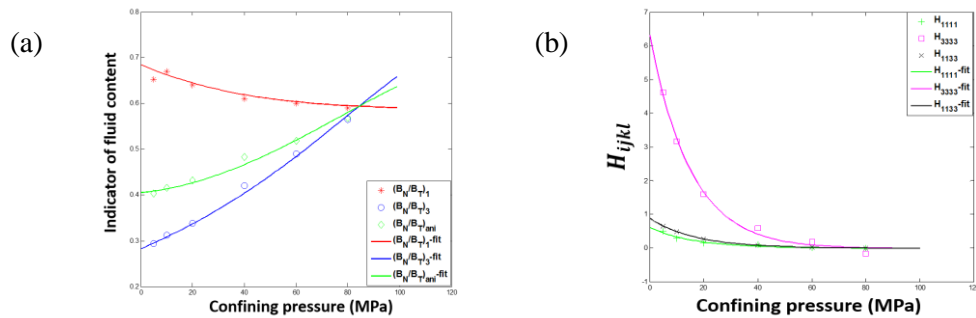 (a)
Indicator of fluid content
0.8
0.7
0.6
0.5
0.4
0.3
0.2
0
20
40
60
80
100
120
Confining pressure (MPa)
(B_N/B_T)_1
(B_N/B_T)_3
(B_N/B_T)_ani
(B_N/B_T)_1-fit
(B_N/B_T)_3-fit
(B_N/B_T)_ani-fit
(b)
H_ijkl
7
6
5
4
3
2
1
0
-1
0
20
40
60
80
100
12
Confining pressure (MPa)
H_1111
H_3333
H_1133
H_1111-fit
H_3333-fit
H_1133-fit